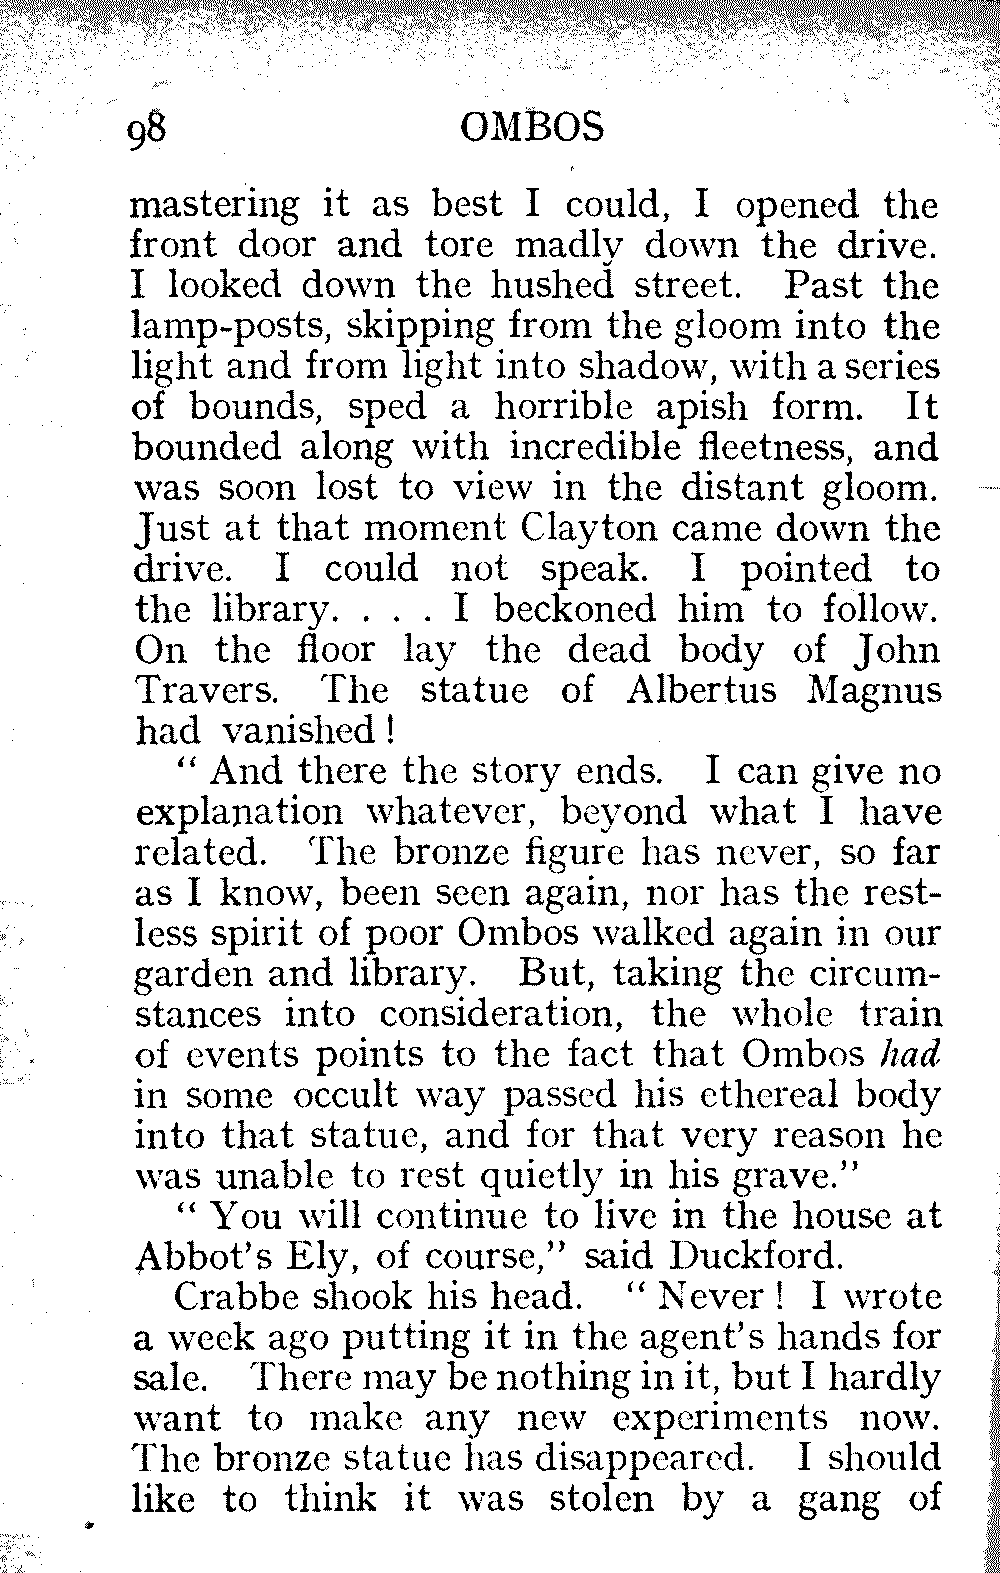 98 OMBOS
mastering it as best I could, I opened the
front door and tore madly down the drive.
I looked down the hushed street. Past the
lamp-posts, skipping from the gloom into the
light and from light into shadow, with a series
of bounds, sped a horrible apish form. It
bounded along with incredible fleetness, and
was soon lost to view in the distant gloom.
Just at that moment Clayton came down the
drive. I could not speak. I pointed to
the library. . . . I beckoned him to follow.
On the floor lay the dead body of John
Travers. The statue of Albertus Magnus
had vanished !
“ And there the story ends. I can give no
explanation whatever, beyond what I have
related. The bronze figure has never, so far
as I know, been seen again, nor has the rest-
less spirit of poor Ombos walked again in our
garden and library. But, taking the circum-
stances into consideration, the whole train
of events points to the fact that Ombos had
in some occult way passed his ethereal body
into that statue, and for that very reason he
was unable to rest quietly in his grave.”
“ You will continue to live in the house at
Abbot’s Ely, of course,” said Duckford.
Crabbe shook his head. “ Never ! I wrote
a week ago putting it in the agent’s hands for
sale. There may be nothing in it, but I hardly
want to make any new experiments now.
The bronze statue has disappeared. I should
like to think it was stolen by a gang of